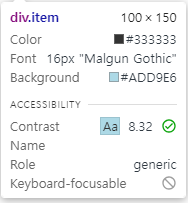 div.item 100 × 150
Color #333333
Font 16px "Malgun Gothic"
Background #ADD9E6
ACCESSIBILITY
Contrast Aa 8.32
Name
Role generic
Keyboard-focusable